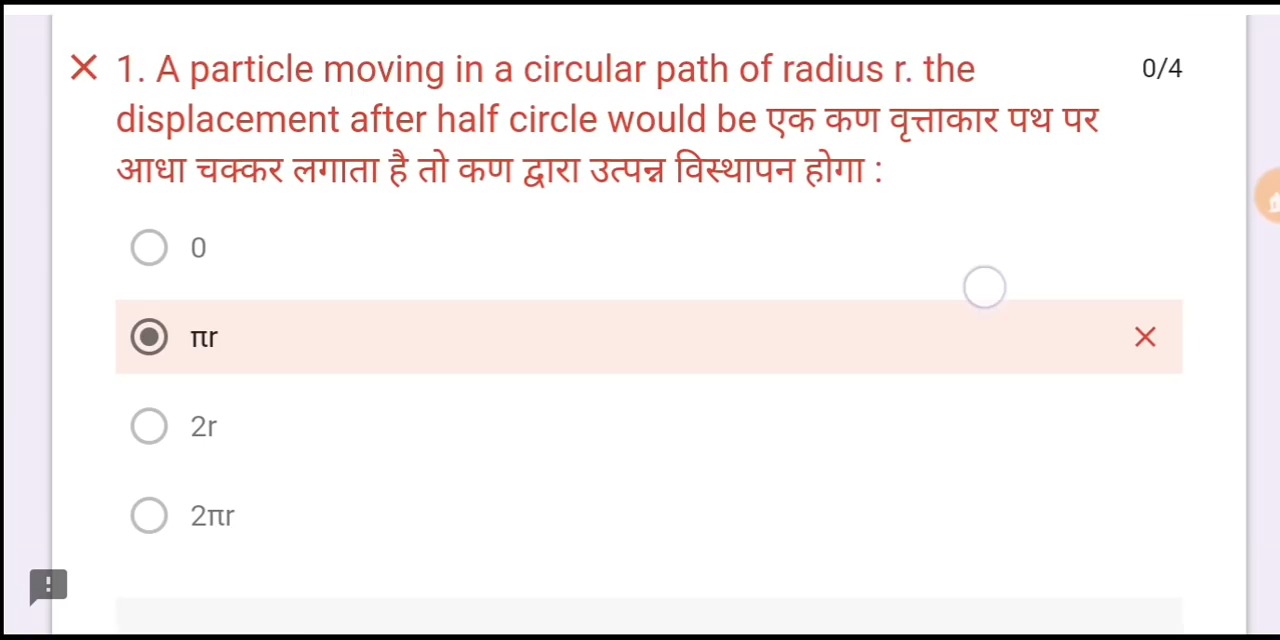 1. A particle moving in a circular path of radius r. the
0/4
displacement after half circle would be एक कण वृत्ताकार पथ पर
आधा चक्कर लगाता है तो कण द्वारा उत्पन्न विस्थापन होगा :
0
πr
2r
2πr